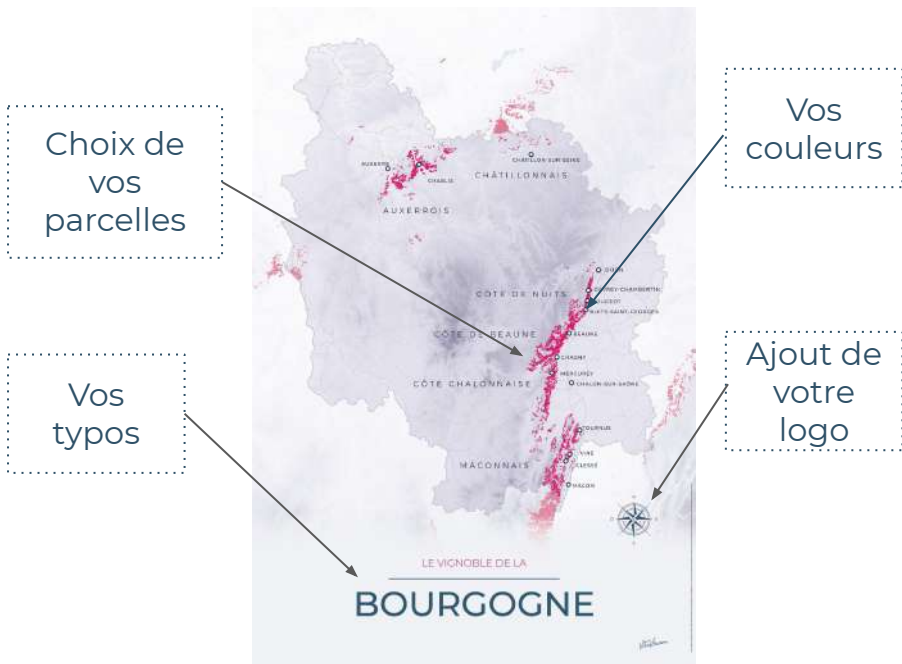 Choix de
vos
parcelles
Vos
typos
Vos
couleurs
Ajout de
votre
logo
AUXERRE
CHABLIS
AUXERROIS
CHÂTILLON-SUR-SEINE
CHÂTILLONNAIS
DIJON
GEVREY-CHAMBERTIN
CÔTE DE NUITS
NUITS-SAINT-GEORGES
CÔTE DE BEAUNE
BEAUNE
CHAGNY
MERCUREY
CÔTE CHALONNAISE
CHALON-SUR-SAÔNE
TOURNUS
MÂCONNAIS
VIRÉ
CLESSÉ
MÂCON
LE VIGNOBLE DE LA
BOURGOGNE